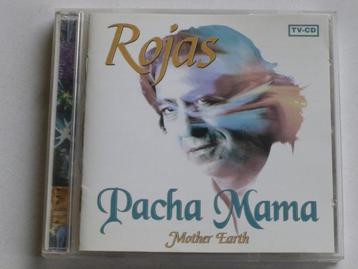 Rojas
TV-CD
Pacha Mama
Mother Earth